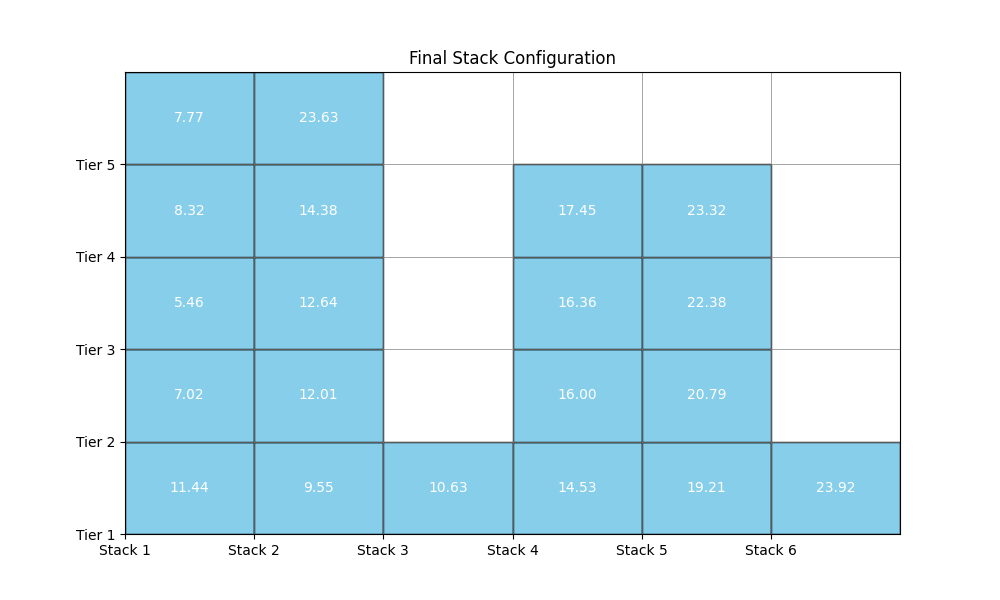 Final Stack Configuration
7.77 23.63
Tier 5
8.32 14.38 17.45 23.32
Tier 4
5.46 12.64 16.36 22.38
Tier 3
7.02 12.01 16.00 20.79
Tier 2
11.44 9.55 10.63 14.53 19.21 23.92
Tier 1
Stack 1 Stack 2 Stack 3 Stack 4 Stack 5 Stack 6